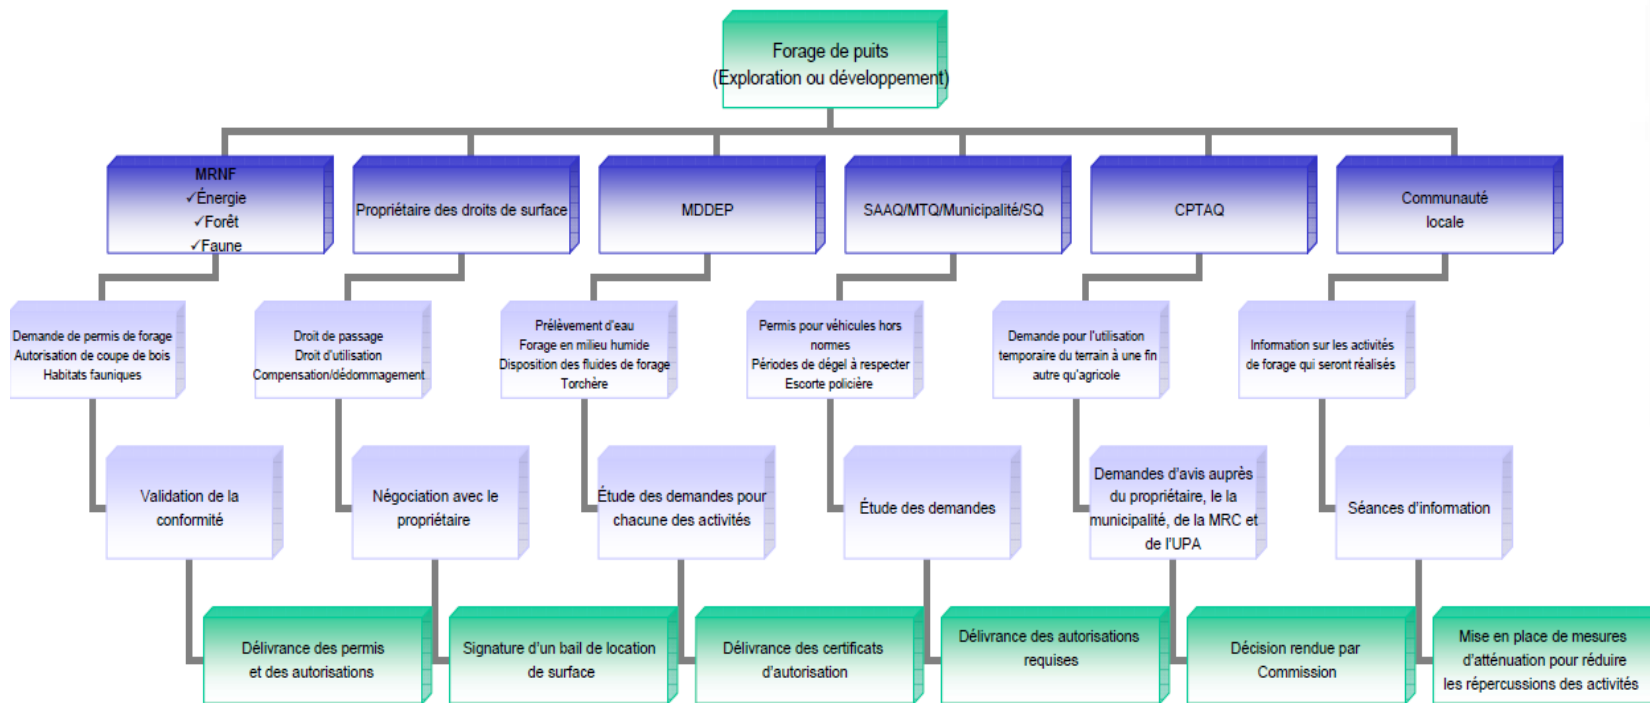 Forage de puits
(Exploration ou développement)
MRNF
✓Énergie
✓Forêt
✓Faune
Propriétaire des droits de surface
MDDEP
SAAQ/MTQ/Municipalité/SQ
CPTAQ
Communauté
locale
Demande de permis de forage
Autorisation de coupe de bois
Habitats fauniques
Droit de passage
Droit d'utilisation
Compensation/dédommagement
Prélèvement d'eau
Forage en milieu humide
Disposition des fluides de forage
Torchère
Permis pour véhicules hors
normes
Périodes de dégel à respecter
Escorte policière
Demande pour l'utilisation
temporaire du terrain à une fin
autre qu'agricole
Information sur les activités
de forage qui seront réalisés
Validation de la
conformité
Négociation avec le
propriétaire
Étude des demandes pour
chacune des activités
Étude des demandes
Demandes d'avis auprès
du propriétaire, le la
municipalité, de la MRC et
de l'UPA
Séances d'information
Délivrance des permis
et des autorisations
Signature d'un bail de location
de surface
Délivrance des certificats
d'autorisation
Délivrance des autorisations
requises
Décision rendue par
Commission
Mise en place de mesures
d'atténuation pour réduire
les répercussions des activités